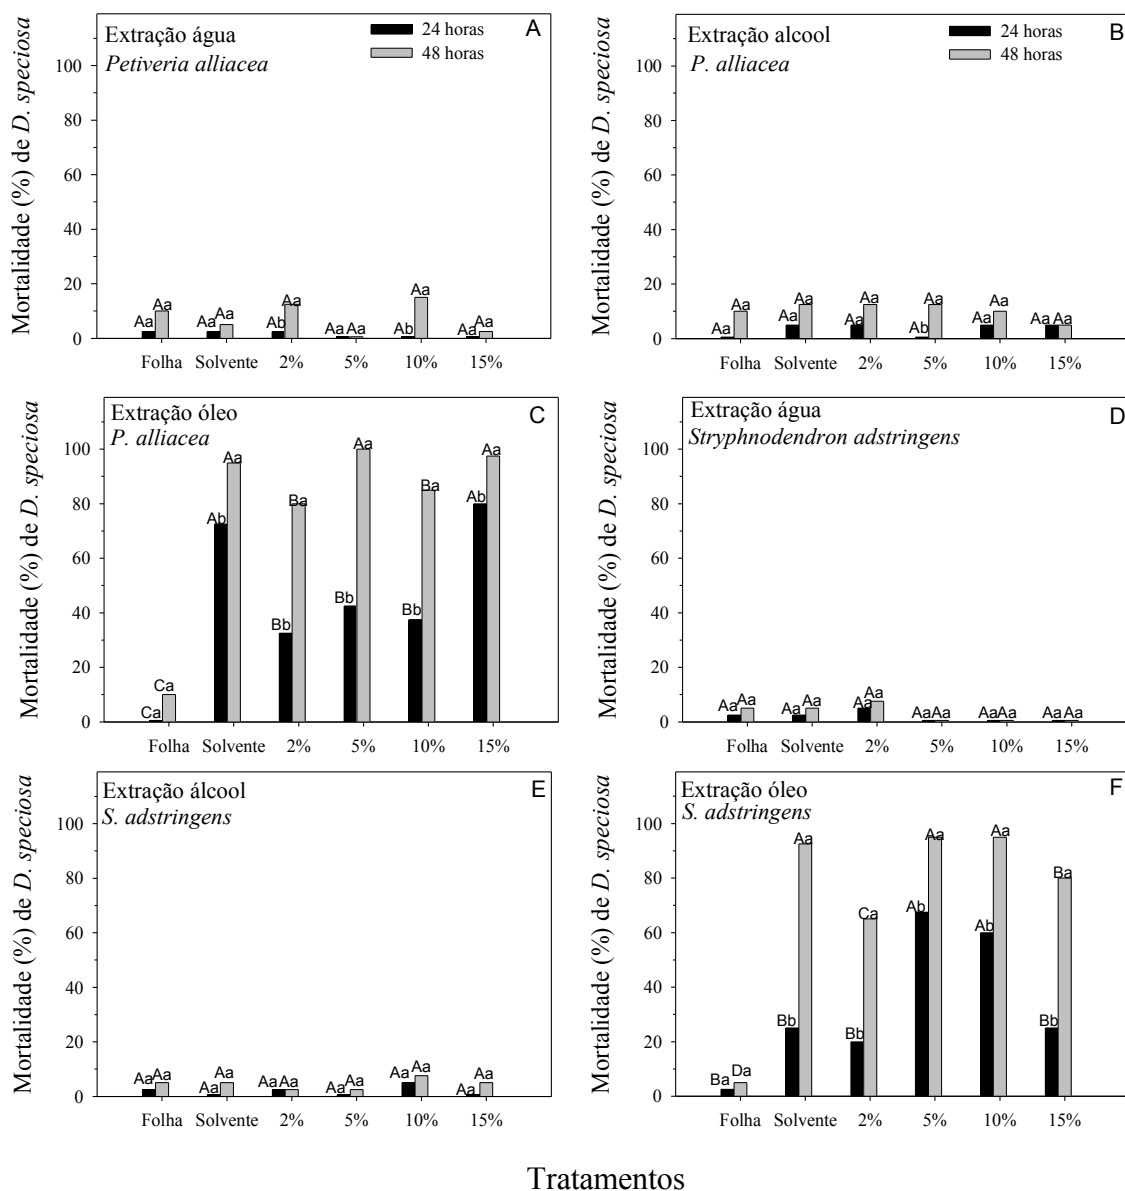 Extração água
Petiveria alliacea
24 horas
48 horas
A
Mortalidade (%) de D. speciosa
100
80
60
40
20
0
Aa Aa Aa Aa Ab Aa Aa Aa Ab Aa Aa Aa
Folha Solvente 2% 5% 10% 15%
Extração alcool
P. alliacea
24 horas
48 horas
B
Mortalidade (%) de D. speciosa
100
80
60
40
20
0
Aa Aa Aa Aa Aa Aa Ab Aa Aa Aa Aa Aa
Folha Solvente 2% 5% 10% 15%
Extração óleo
P. alliacea
C
Mortalidade (%) de D. speciosa
100
80
60
40
20
0
Ca Ca Ab Aa Bb Ba Bb Aa Bb Ba Ab Aa
Folha Solvente 2% 5% 10% 15%
Extração água
Stryphnodendron adstringens
D
Mortalidade (%) de D. speciosa
100
80
60
40
20
0
Aa Aa Aa Aa Aa Aa Aa Aa Aa Aa Aa Aa
Folha Solvente 2% 5% 10% 15%
Extração álcool
S. adstringens
E
Mortalidade (%) de D. speciosa
100
80
60
40
20
0
Aa Aa Aa Aa Aa Aa Aa Aa Aa Aa Aa Aa
Folha Solvente 2% 5% 10% 15%
Extração óleo
S. adstringens
F
Mortalidade (%) de D. speciosa
100
80
60
40
20
0
Ba Da Bb Aa Bb Ca Ab Aa Ab Aa Bb Ba
Folha Solvente 2% 5% 10% 15%
Tratamentos